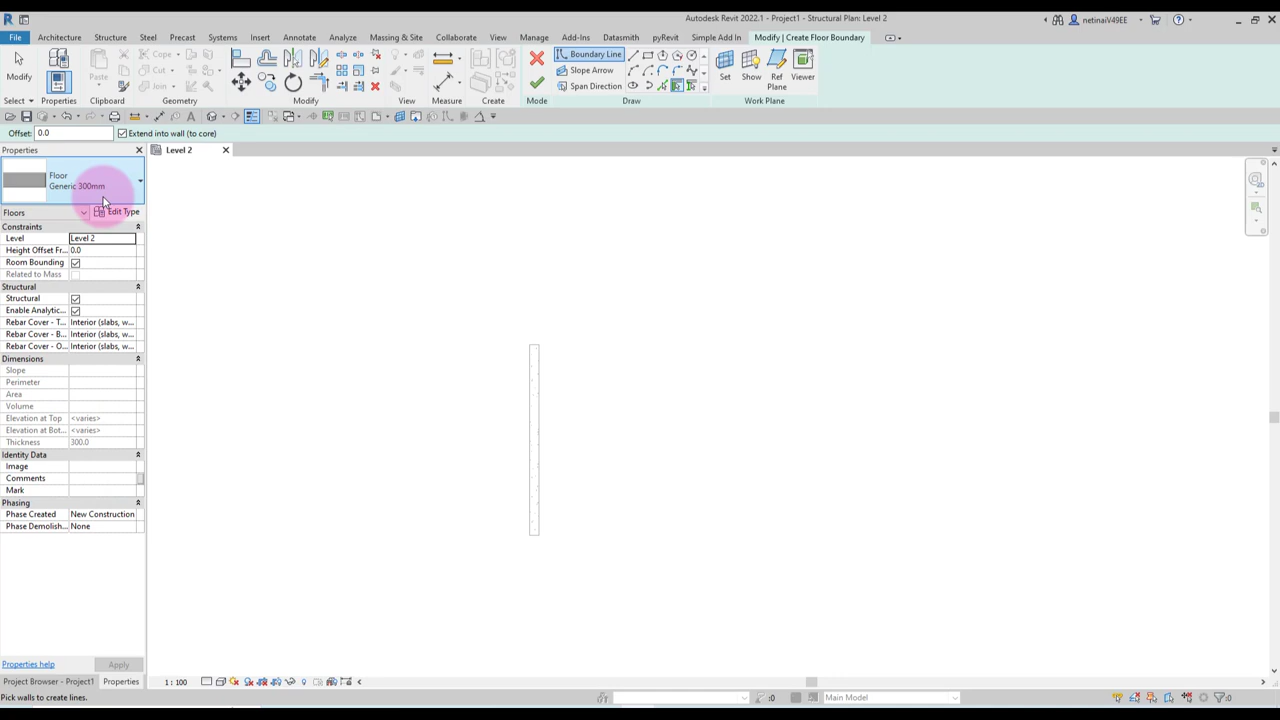 Autodesk Revit 2022.1 - Project1 - Structural Plan: Level 2
netinaiV49EE
File Architecture Structure Steel Precast Systems Insert Annotate Analyze Massing & Site Collaborate View Manage Add-Ins Datasmith pyRevit Simple Add In Modify | Create Floor Boundary
Modify
Properties
Paste
Cope
Cut
Join
Boundary Line
Slope Arrow
Span Direction
Set Show Ref Plane Viewer
Select Properties Clipboard Geometry Modify View Measure Create Mode Draw Work Plane
Offset: 0.0 Extend into wall (to core)
Properties
Level 2
Floor
Generic 300mm
Floors Edit Type
Constraints
Level Level 2
Height Offset Fr... 0.0
Room Bounding
Related to Mass
Structural
Structural
Enable Analytic...
Rebar Cover - T... Interior (slabs, w...
Rebar Cover - B... Interior (slabs, w...
Rebar Cover - O... Interior (slabs, w...
Dimensions
Slope
Perimeter
Area
Volume
Elevation at Top <varies>
Elevation at Bot... <varies>
Thickness 300.0
Identity Data
Image
Comments
Mark
Phasing
Phase Created New Construction
Phase Demolish... None
Properties help Apply
Project Browser - Project1 Properties
1 : 100
Pick walls to create lines.
:0
Main Model
:0